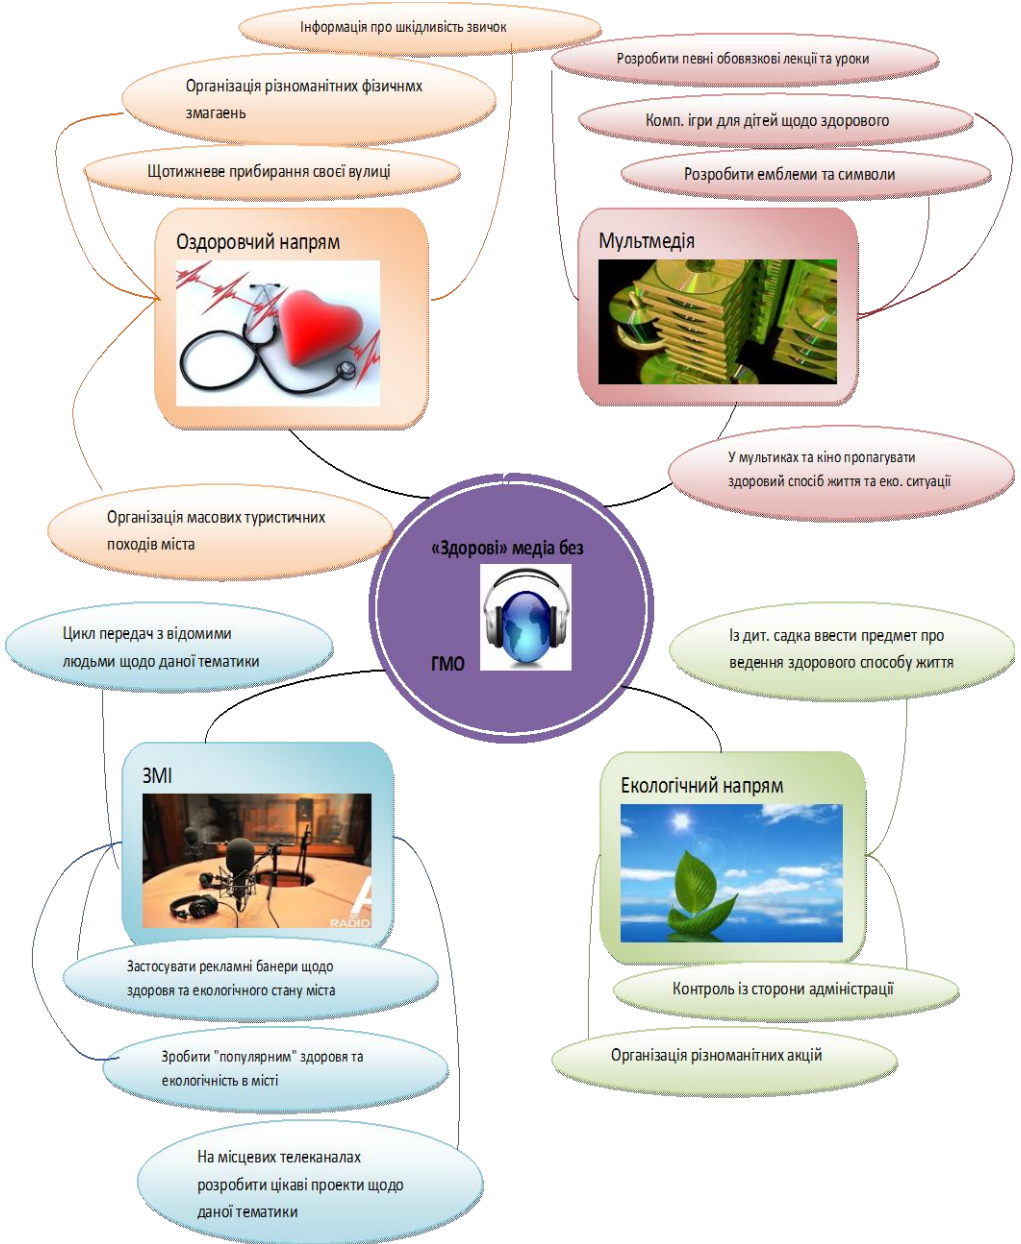 Інформація про шкідливість звичок
Організація різноманітних фізичнмх
змагаень
Щотижневе прибирання своєї вулиці
Оздоровчий напрям
Організація масових туристичних
походів міста
Розробити певні обовязкові лекції та уроки
Комп. ігри для дітей щодо здорового
Розробити емблеми та символи
Мультмедія
У мультиках та кіно пропагувати
здоровий спосіб життя та еко. ситуації
«Здорові» медіа без
ГМО
Цикл передач з відомими
людьми щодо даної тематики
ЗМІ
RADIO
Застосувати рекламні банери щодо
здоровя та екологічного стану міста
Зробити "популярним" здоровя та
екологічність в місті
На місцевих телеканалах
розробити цікаві проекти щодо
даної тематики
Із дит. садка ввести предмет про
ведення здорового способу життя
Екологічний напрям
Контроль із сторони адміністрації
Організація різноманітних акцій